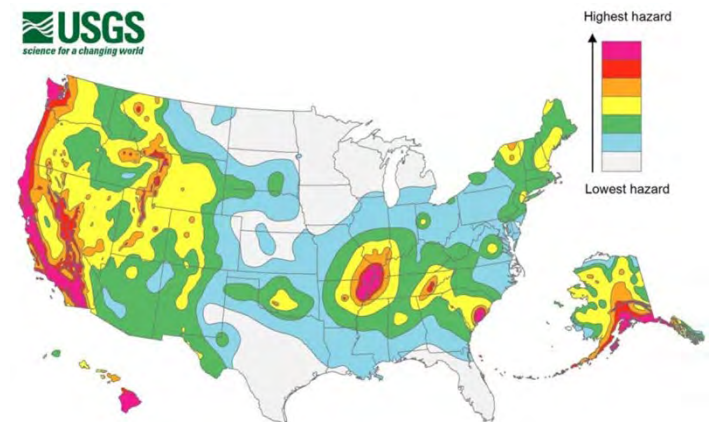 USGS
science for a changing world
Highest hazard
Lowest hazard